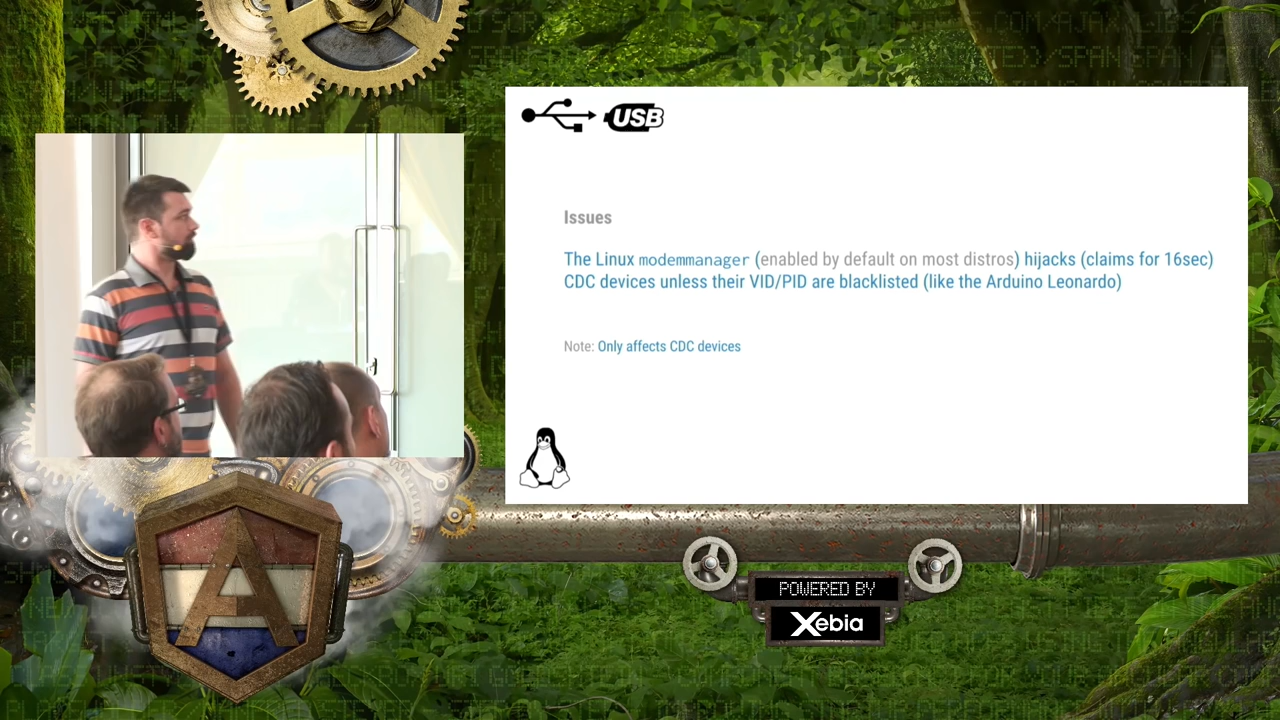 USB
Issues
The Linux modemmanager (enabled by default on most distros) hijacks (claims for 16sec)
CDC devices unless their VID/PID are blacklisted (like the Arduino Leonardo)
Note: Only affects CDC devices
A
POWERED BY
Xebia